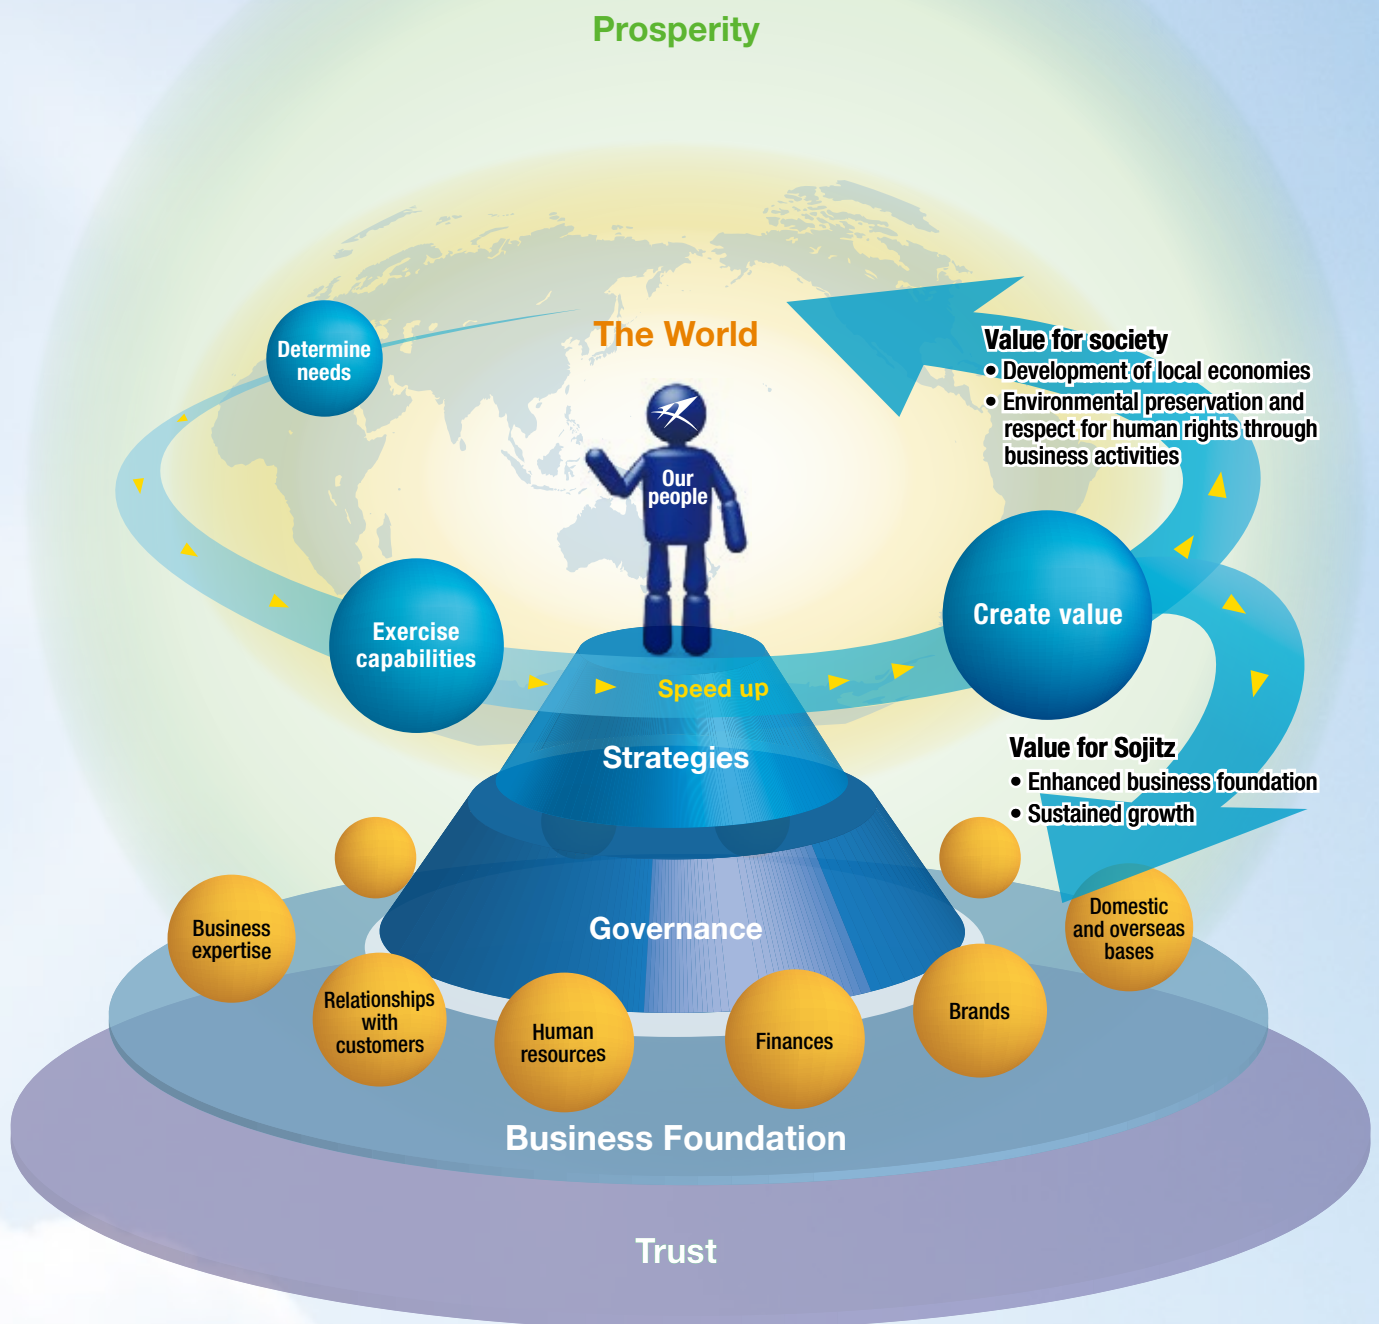 Prosperity
The World
Determine
needs
Value for society
• Development of local economies
• Environmental preservation and
respect for human rights through
business activities
Our
people
Create value
Exercise
capabilities
Speed up
Strategies
Value for Sojitz
• Enhanced business foundation
• Sustained growth
Governance
Business
expertise
Relationships
with
customers
Human
resources
Finances
Brands
Domestic
and overseas
bases
Business Foundation
Trust